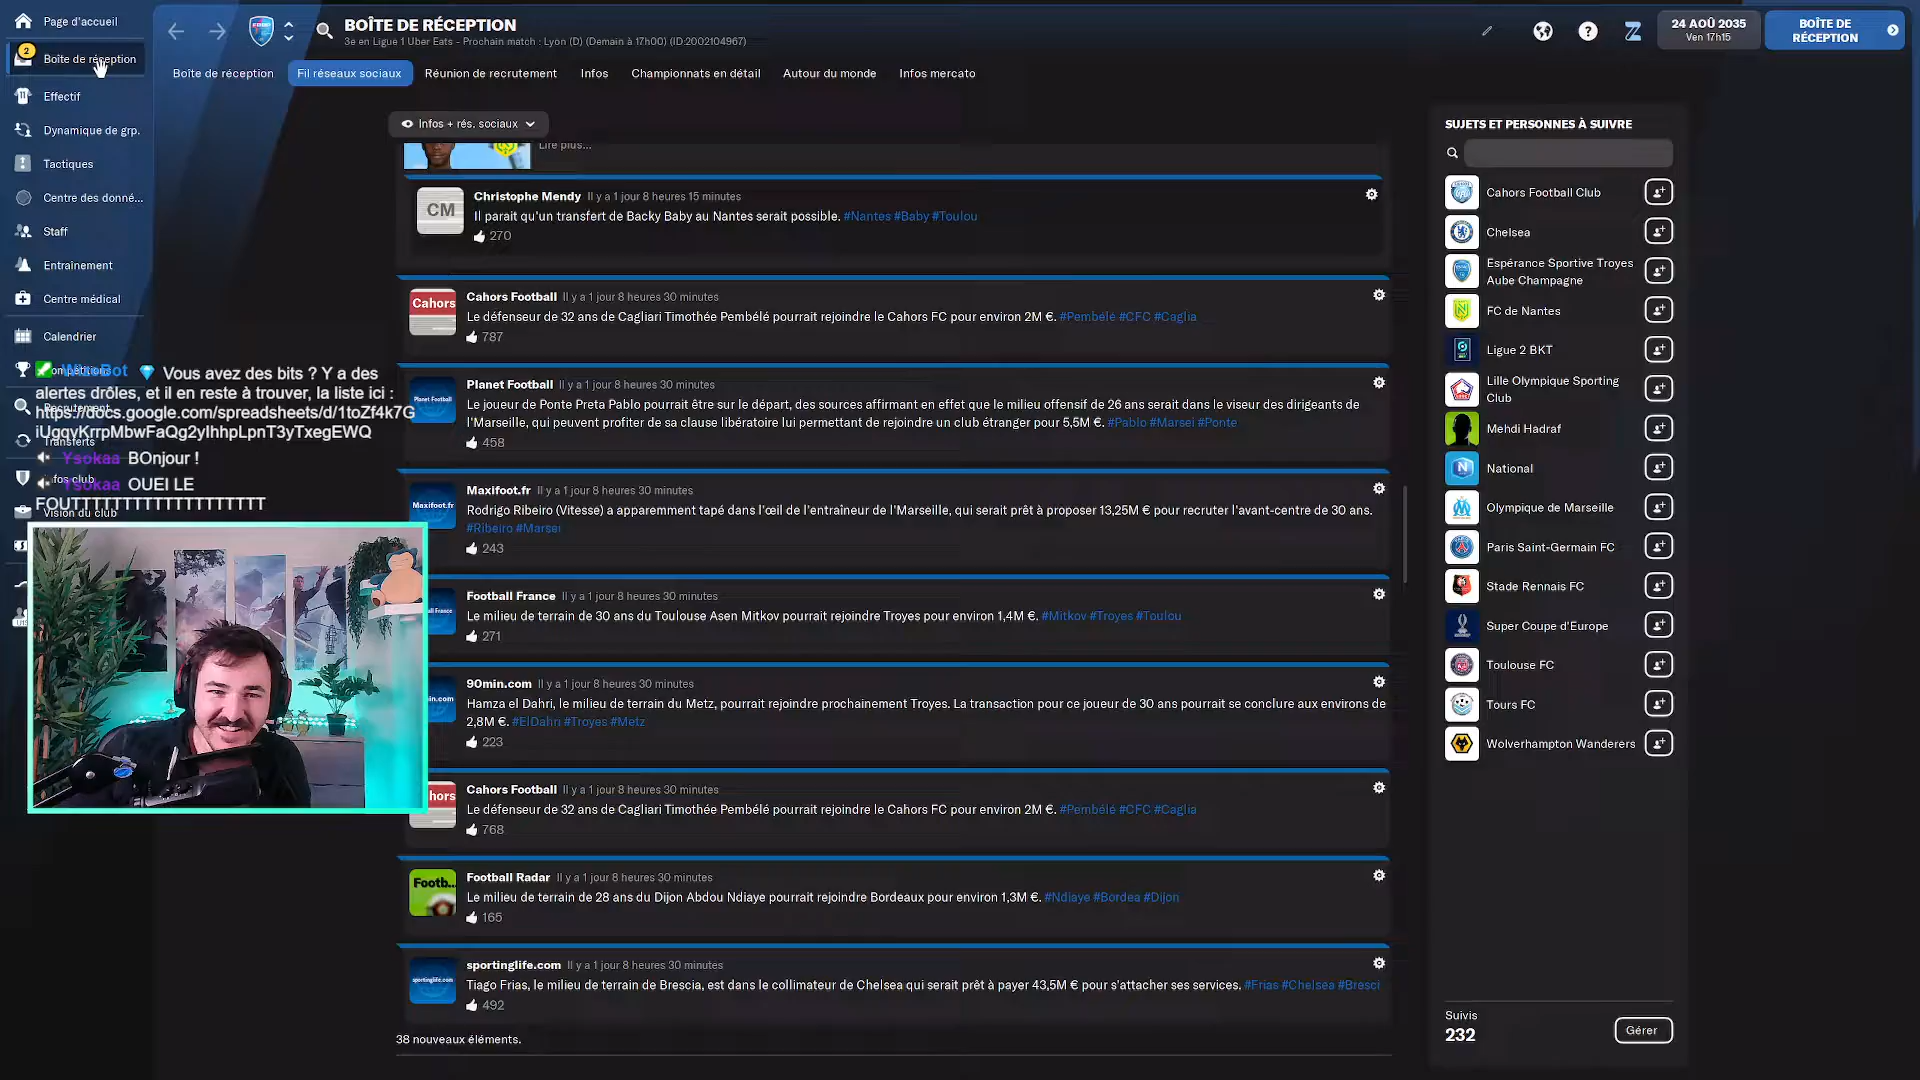 Page d'accueil
2
Boîte de réception
Effectif
Dynamique de grp.
Tactiques
Centre des donné...
Staff
Entraînement
Centre médical
Calendrier
Recrutement
Transferts
Infos club
Vision du club
Vous avez des bits ? Y a des
alertes drôles, et il en reste à trouver, la liste ici :
https://docs.google.com/spreadsheets/d/1toZf4k7G
iUgqvKrrpMbwFaQg2yIhhpLpnT3yTxegEWQ
Ysokaa BOnjour !
Ysokaa OUEI LE
FOUTTTTTTTTTTTTTTTTTT
BOÎTE DE RÉCEPTION
3e en Ligue 1 Uber Eats - Prochain match : Lyon (D) (Demain à 17h00) (ID:2002104967)
24 AOÛ 2035
Ven 17h15
BOÎTE DE
RÉCEPTION
Boîte de réception
Fil réseaux sociaux
Réunion de recrutement
Infos
Championnats en détail
Autour du monde
Infos mercato
Infos + rés. sociaux
Lire plus...
CM
Christophe Mendy Il y a 1 jour 8 heures 15 minutes
Il parait qu'un transfert de Backy Baby au Nantes serait possible. #Nantes #Baby #Toulou
270
Cahors
Cahors Football Il y a 1 jour 8 heures 30 minutes
Le défenseur de 32 ans de Cagliari Timothée Pembélé pourrait rejoindre le Cahors FC pour environ 2M €. #Pembélé #CFC #Caglia
787
Planet Football
Planet Football Il y a 1 jour 8 heures 30 minutes
Le joueur de Ponte Preta Pablo pourrait être sur le départ, des sources affirmant en effet que le milieu offensif de 26 ans serait dans le viseur des dirigeants de
l'Marseille, qui peuvent profiter de sa clause libératoire lui permettant de rejoindre un club étranger pour 5,5M €. #Pablo #Marsei #Ponte
458
Maxifoot.fr
Maxifoot.fr Il y a 1 jour 8 heures 30 minutes
Rodrigo Ribeiro (Vitesse) a apparemment tapé dans l'œil de l'entraîneur de l'Marseille, qui serait prêt à proposer 13,25M € pour recruter l'avant-centre de 30 ans.
#Ribeiro #Marsei
243
Football France Il y a 1 jour 8 heures 30 minutes
Le milieu de terrain de 30 ans du Toulouse Asen Mitkov pourrait rejoindre Troyes pour environ 1,4M €. #Mitkov #Troyes #Toulou
271
90min.com Il y a 1 jour 8 heures 30 minutes
Hamza el Dahri, le milieu de terrain du Metz, pourrait rejoindre prochainement Troyes. La transaction pour ce joueur de 30 ans pourrait se conclure aux environs de
2,8M €. #ElDahri #Troyes #Metz
223
Cahors Football Il y a 1 jour 8 heures 30 minutes
Le défenseur de 32 ans de Cagliari Timothée Pembélé pourrait rejoindre le Cahors FC pour environ 2M €. #Pembélé #CFC #Caglia
768
Footb...
Football Radar Il y a 1 jour 8 heures 30 minutes
Le milieu de terrain de 28 ans du Dijon Abdou Ndiaye pourrait rejoindre Bordeaux pour environ 1,3M €. #Ndiaye #Bordea #Dijon
165
sportinglife.com
sportinglife.com Il y a 1 jour 8 heures 30 minutes
Tiago Frias, le milieu de terrain de Brescia, est dans le collimateur de Chelsea qui serait prêt à payer 43,5M € pour s'attacher ses services. #Frias #Chelsea #Bresci
492
38 nouveaux éléments.
SUJETS ET PERSONNES À SUIVRE
Cahors Football Club
Chelsea
Espérance Sportive Troyes
Aube Champagne
FC de Nantes
Ligue 2 BKT
Lille Olympique Sporting
Club
Mehdi Hadraf
National
Olympique de Marseille
Paris Saint-Germain FC
Stade Rennais FC
Super Coupe d'Europe
Toulouse FC
Tours FC
Wolverhampton Wanderers
Suivis
232
Gérer